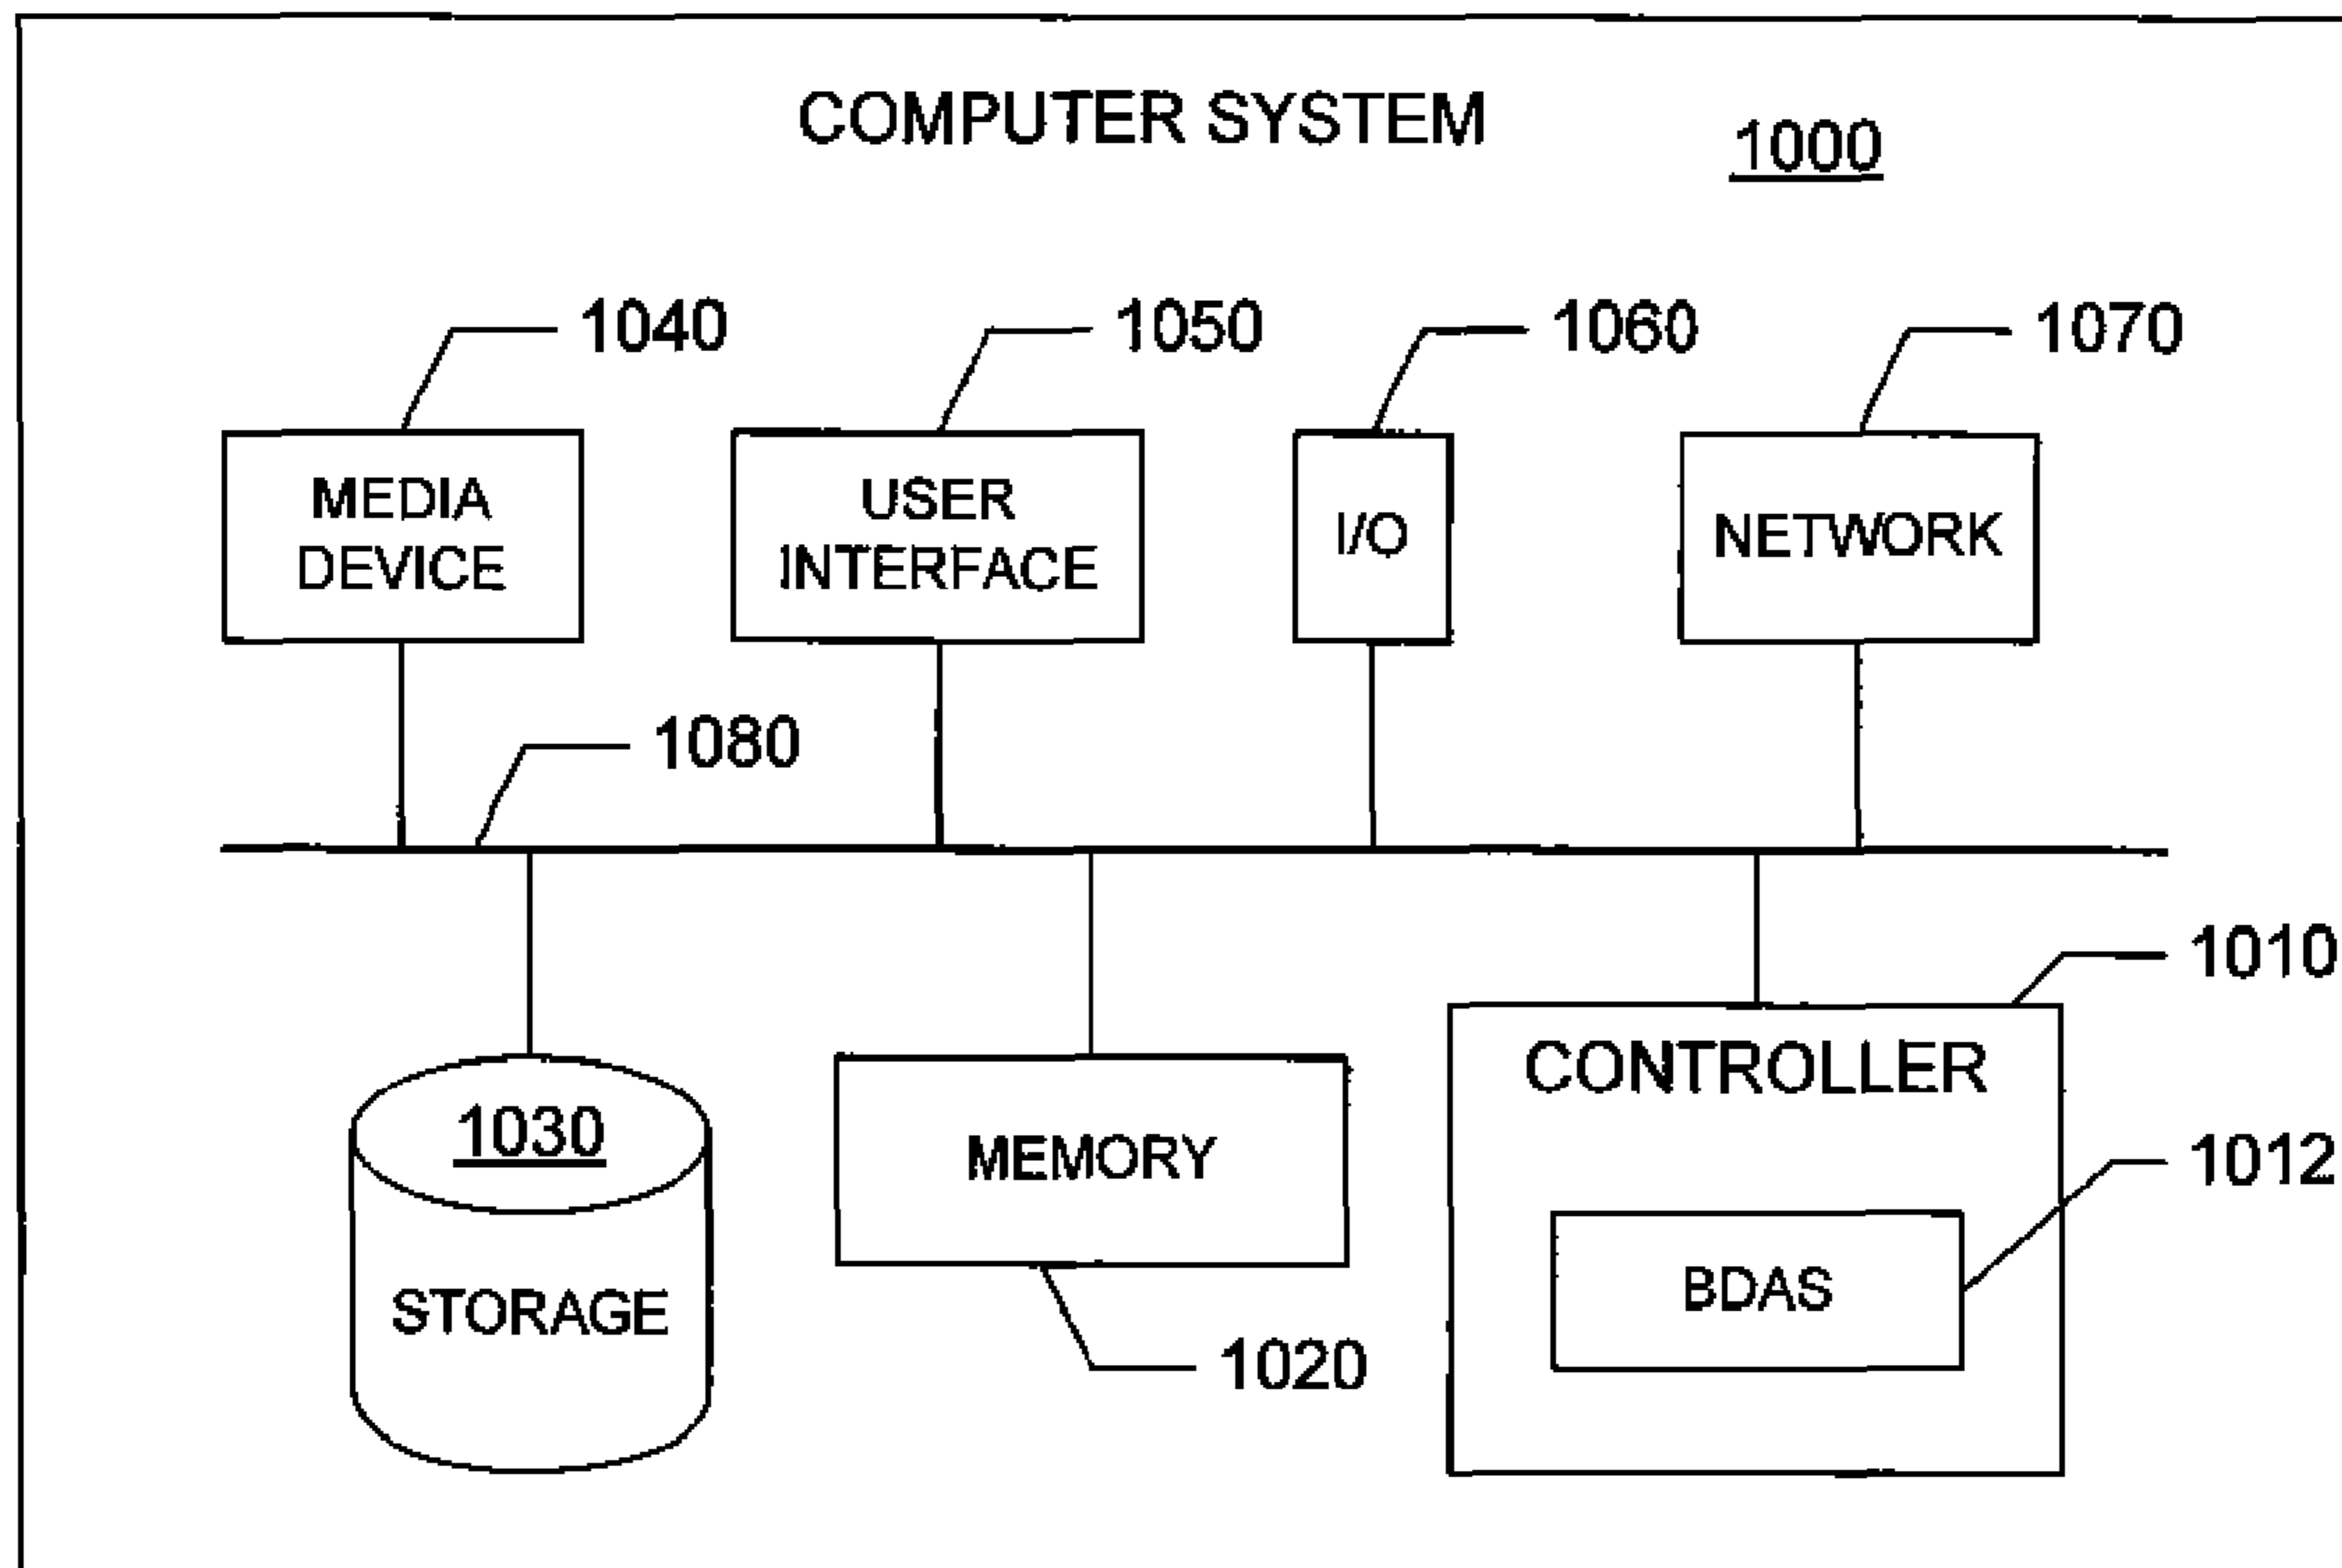 COMPUTER SYSTEM
1000
1040
1050
1060
1070
MEDIA
DEVICE
USER
INTERFACE
I/O
NETWORK
1080
1010
CONTROLLER
1030
STORAGE
MEMORY
1012
BDAS
1020